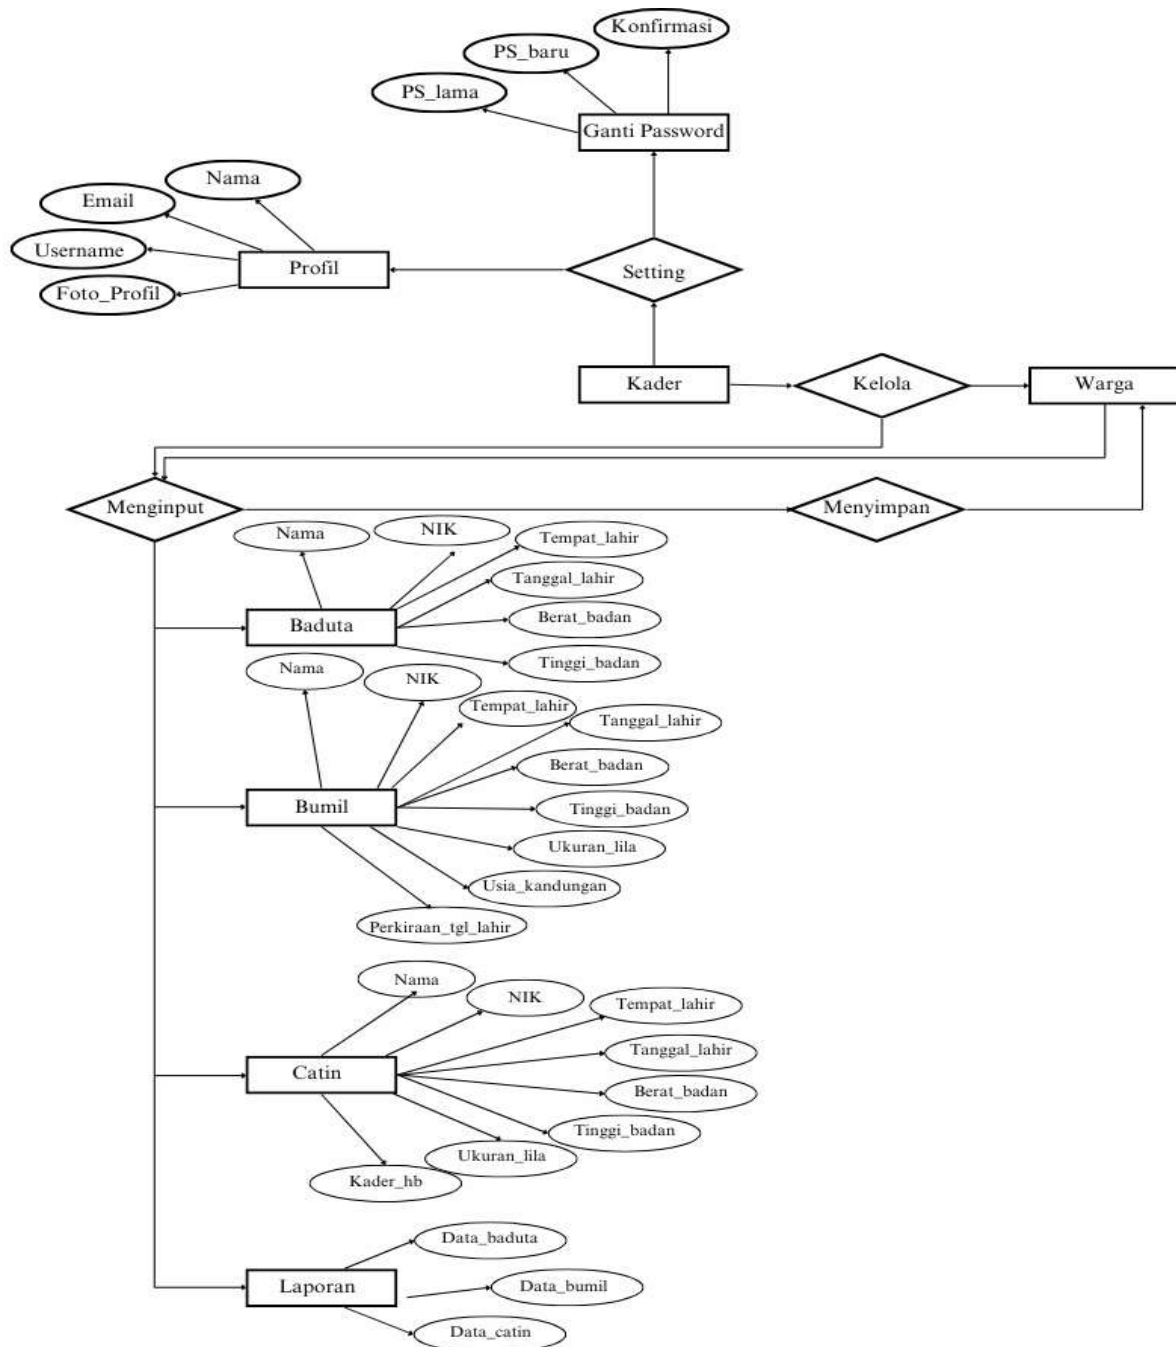 Konfirmasi
PS_baru
PS_lama
Ganti Password
Nama
Email
Username
Foto_Profil
Profil
Setting
Kader
Kelola
Warga
Menginput
Menyimpan
Nama
NIK
Tempat_lahir
Tanggal_lahir
Berat_badan
Baduta
Tinggi_badan
Nama
NIK
Tempat_lahir
Tanggal_lahir
Berat_badan
Bumil
Tinggi_badan
Ukuran_lila
Usia_kandungan
Perkiraan_tgl_lahir
Nama
NIK
Tempat_lahir
Tanggal_lahir
Catin
Berat_badan
Tinggi_badan
Ukuran_lila
Kader_hb
Data_baduta
Laporan
Data_bumil
Data_catin